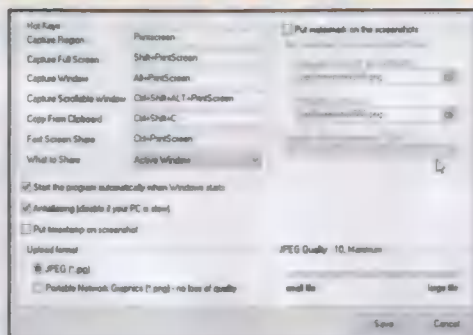 Hot Keys
Capture Region Printscreen
Capture Full Screen Shift+PrintScreen
Capture Window Alt+PrintScreen
Capture Scrollable Window Ctrl+Shift+ALT+PrintScreen
Copy From Clipboard Ctrl+Shift+C
Fast Screen Share Ctrl+PrintScreen
What to Share Active Window
Start the program automatically when Windows starts
Antialiasing (disable if your PC is slow)
Put timestamp on screenshot
Upload format
JPEG (*.jpg)
Portable Network Graphics (*.png) - no loss of quality
Put watermark on the screenshots
JPEG Quality 10, Maximum
small file large file
Save Cancel